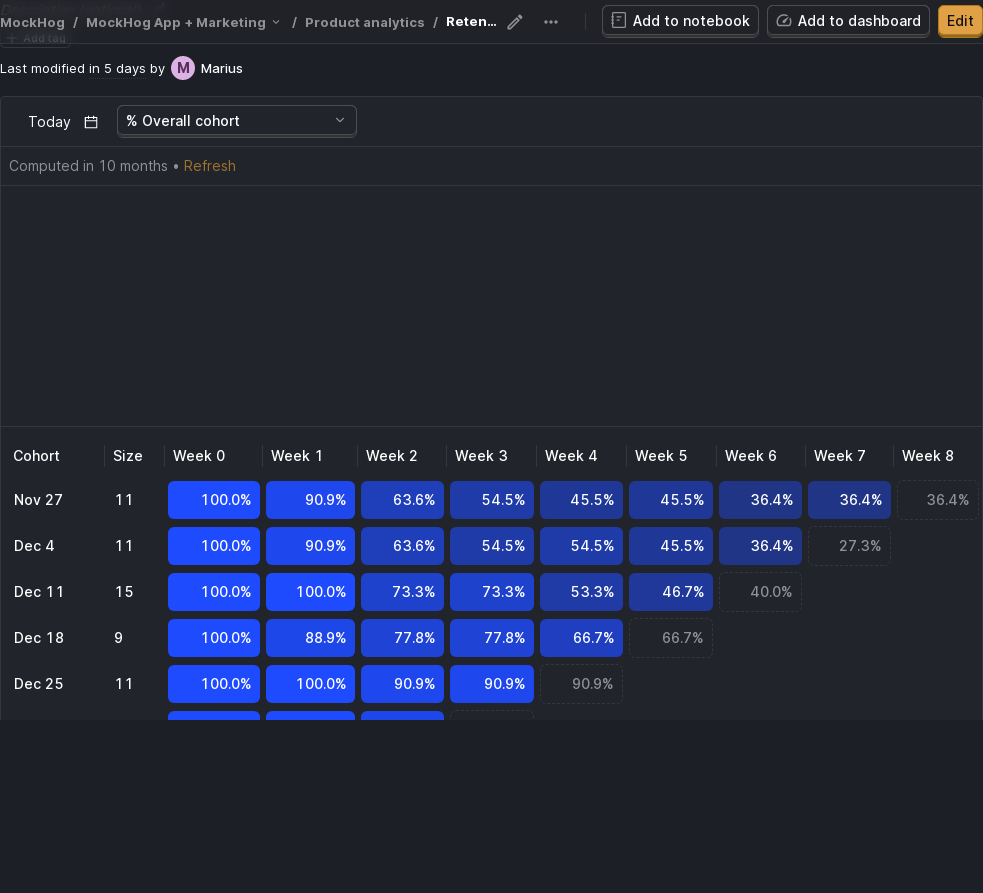 MockHog / MockHog App + Marketing / Product analytics / Reten... Add to notebook Add to dashboard Edit
Add tag
Last modified in 5 days by M Marius
Today % Overall cohort
Computed in 10 months • Refresh
Cohort Size Week 0 Week 1 Week 2 Week 3 Week 4 Week 5 Week 6 Week 7 Week 8
Nov 27 11 100.0% 90.9% 63.6% 54.5% 45.5% 45.5% 36.4% 36.4% 36.4%
Dec 4 11 100.0% 90.9% 63.6% 54.5% 54.5% 45.5% 36.4% 27.3%
Dec 11 15 100.0% 100.0% 73.3% 73.3% 53.3% 46.7% 40.0%
Dec 18 9 100.0% 88.9% 77.8% 77.8% 66.7% 66.7%
Dec 25 11 100.0% 100.0% 90.9% 90.9% 90.9%